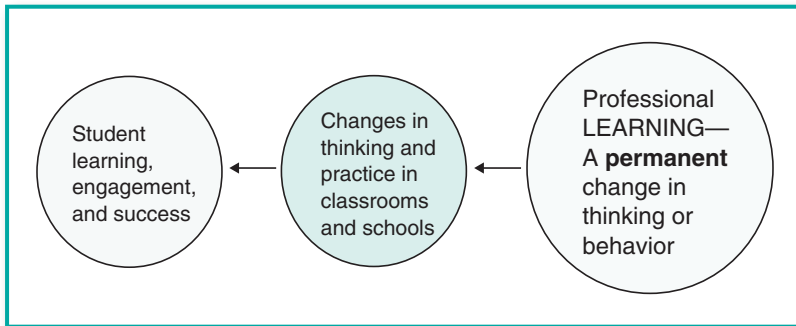 Student
learning,
engagement,
and success
Changes in
thinking and
practice in
classrooms
and schools
Professional
LEARNING—
A permanent
change in
thinking or
behavior